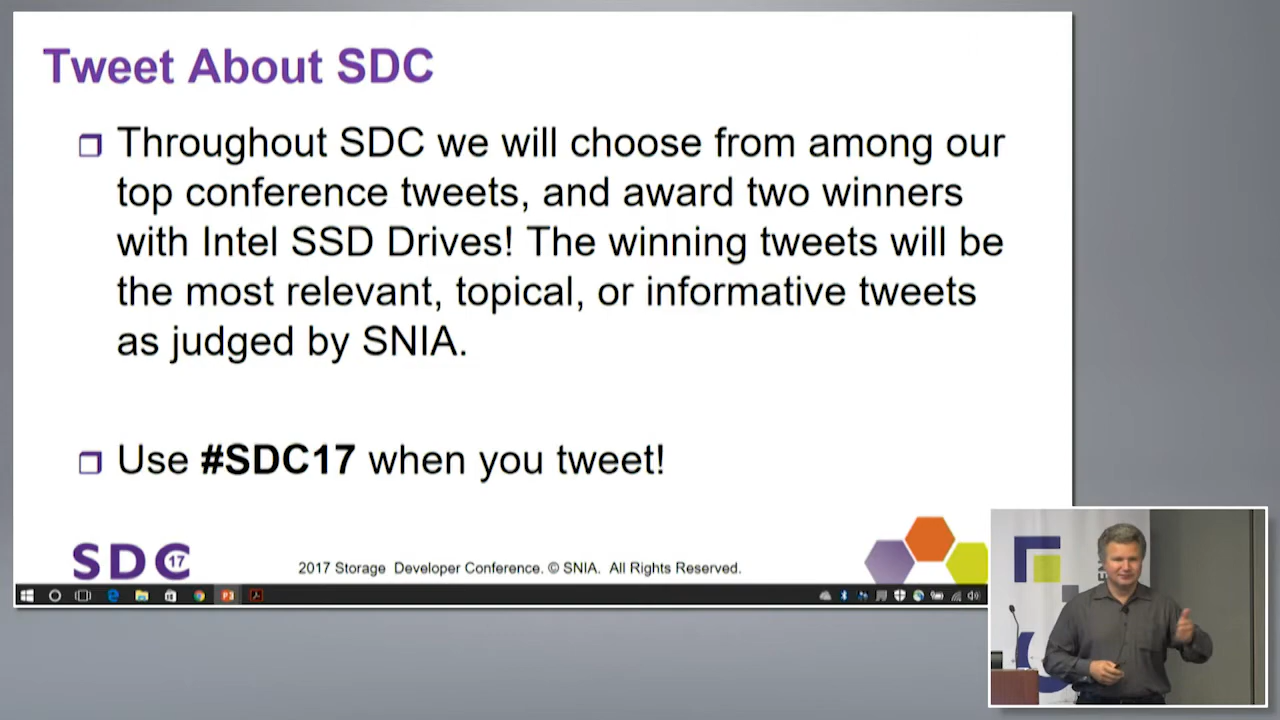 Tweet About SDC
Throughout SDC we will choose from among our
top conference tweets, and award two winners
with Intel SSD Drives! The winning tweets will be
the most relevant, topical, or informative tweets
as judged by SNIA.
Use #SDC17 when you tweet!
SDC 17
2017 Storage Developer Conference. © SNIA. All Rights Reserved.